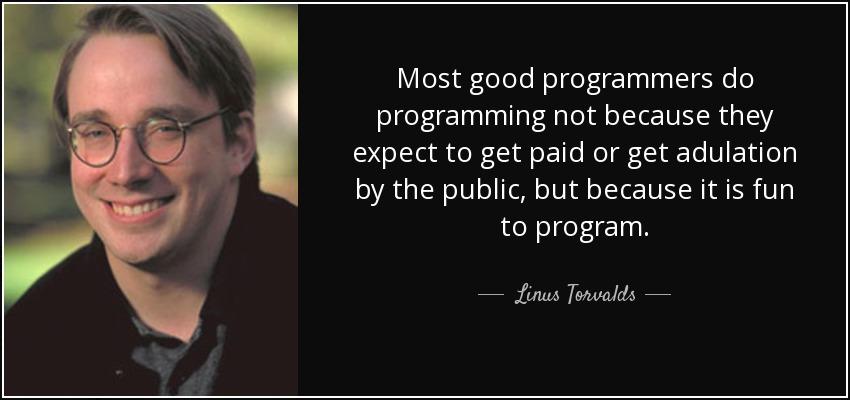 Most good programmers do
programming not because they
expect to get paid or get adulation
by the public, but because it is fun
to program.
Linus Torvalds